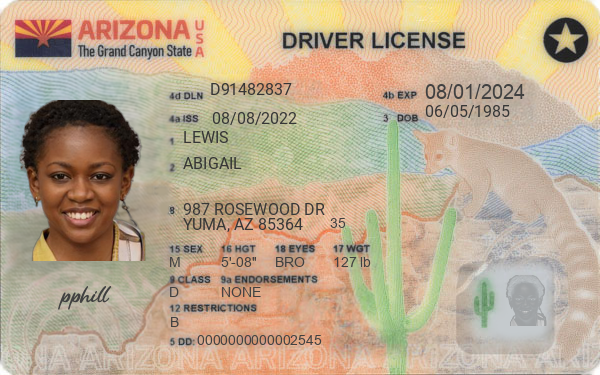 ARIZONA USA
The Grand Canyon State
DRIVER LICENSE
4d DLN D91482837
4b EXP 08/01/2024
4a ISS 08/08/2022
3 DOB 06/05/1985
1 LEWIS
2 ABIGAIL
8 987 ROSEWOOD DR
YUMA, AZ 85364 35
15 SEX 16 HGT 18 EYES 17 WGT
M 5'-08" BRO 127 lb
9 CLASS 9a ENDORSEMENTS
D NONE
12 RESTRICTIONS
B
5 DD: 0000000000002545
pphill
ONA ARIZONA ARIZONA ARIZONA ARIZONA ARIZ